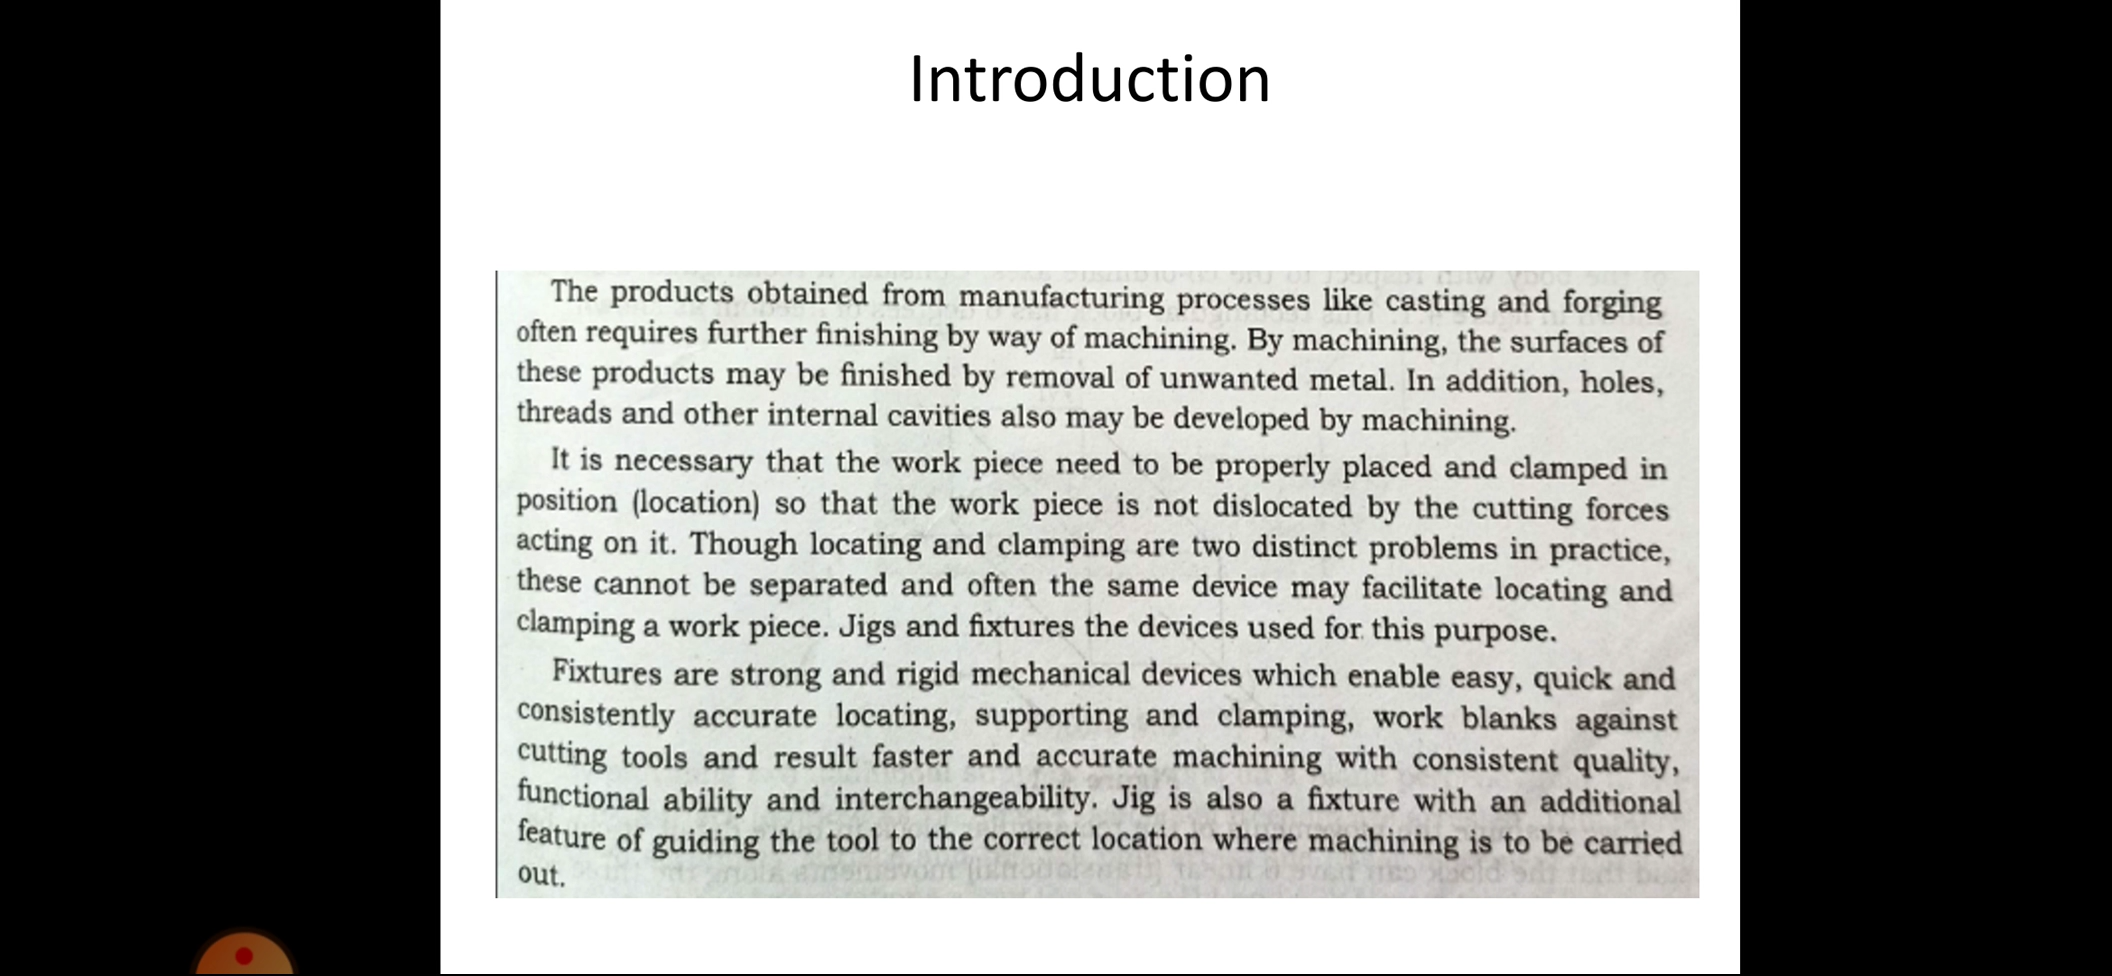 Introduction
The products obtained from manufacturing processes like casting and forging
often requires further finishing by way of machining. By machining, the surfaces of
these products may be finished by removal of unwanted metal. In addition, holes,
threads and other internal cavities also may be developed by machining.
It is necessary that the work piece need to be properly placed and clamped in
position (location) so that the work piece is not dislocated by the cutting forces
acting on it. Though locating and clamping are two distinct problems in practice,
these cannot be separated and often the same device may facilitate locating and
clamping a work piece. Jigs and fixtures the devices used for this purpose.
Fixtures are strong and rigid mechanical devices which enable easy, quick and
consistently accurate locating, supporting and clamping, work blanks against
cutting tools and result faster and accurate machining with consistent quality,
functional ability and interchangeability. Jig is also a fixture with an additional
feature of guiding the tool to the correct location where machining is to be carried
out.